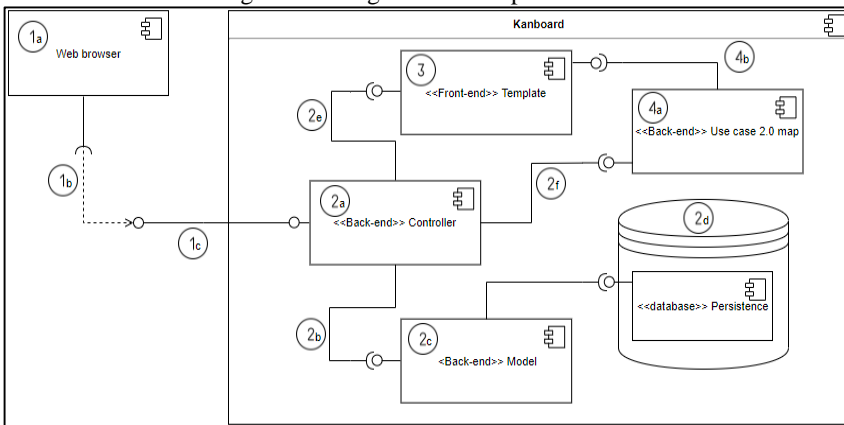 Kanboard
1a
Web browser
3
<<Front-end>> Template
4b
4a
<<Back-end>> Use case 2.0 map
2e
1b
2a
<<Back-end>> Controller
2f
1c
2d
<<database>> Persistence
2b
2c
<Back-end>> Model